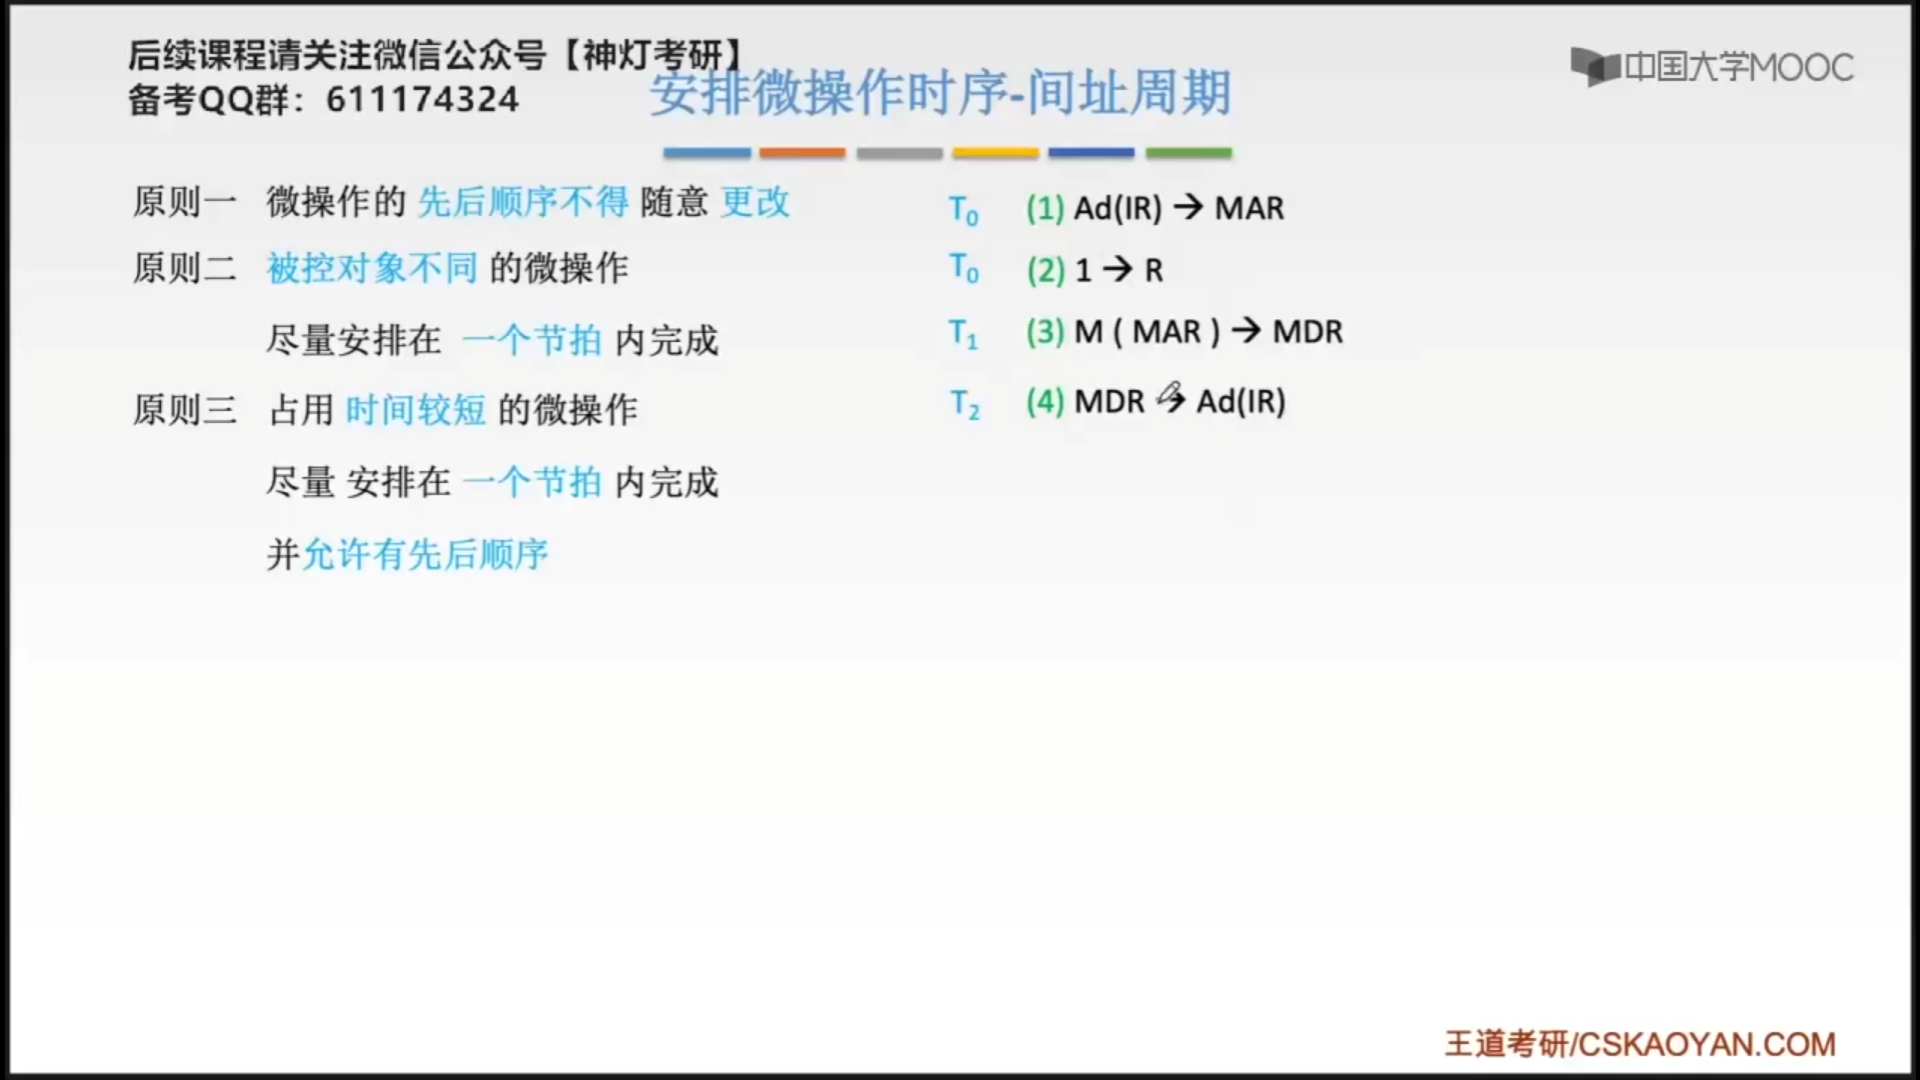 后续课程请关注微信公众号【神灯考研】
备考QQ群：611174324
中国大学MOOC
安排微操作时序-间址周期
原则一 微操作的 先后顺序不得 随意 更改
原则二 被控对象不同 的微操作
尽量安排在 一个节拍 内完成
原则三 占用 时间较短 的微操作
尽量 安排在 一个节拍 内完成
并允许有先后顺序
T0 (1) Ad(IR) → MAR
T0 (2) 1 → R
T1 (3) M ( MAR ) → MDR
T2 (4) MDR → Ad(IR)
王道考研/CSKAOYAN.COM